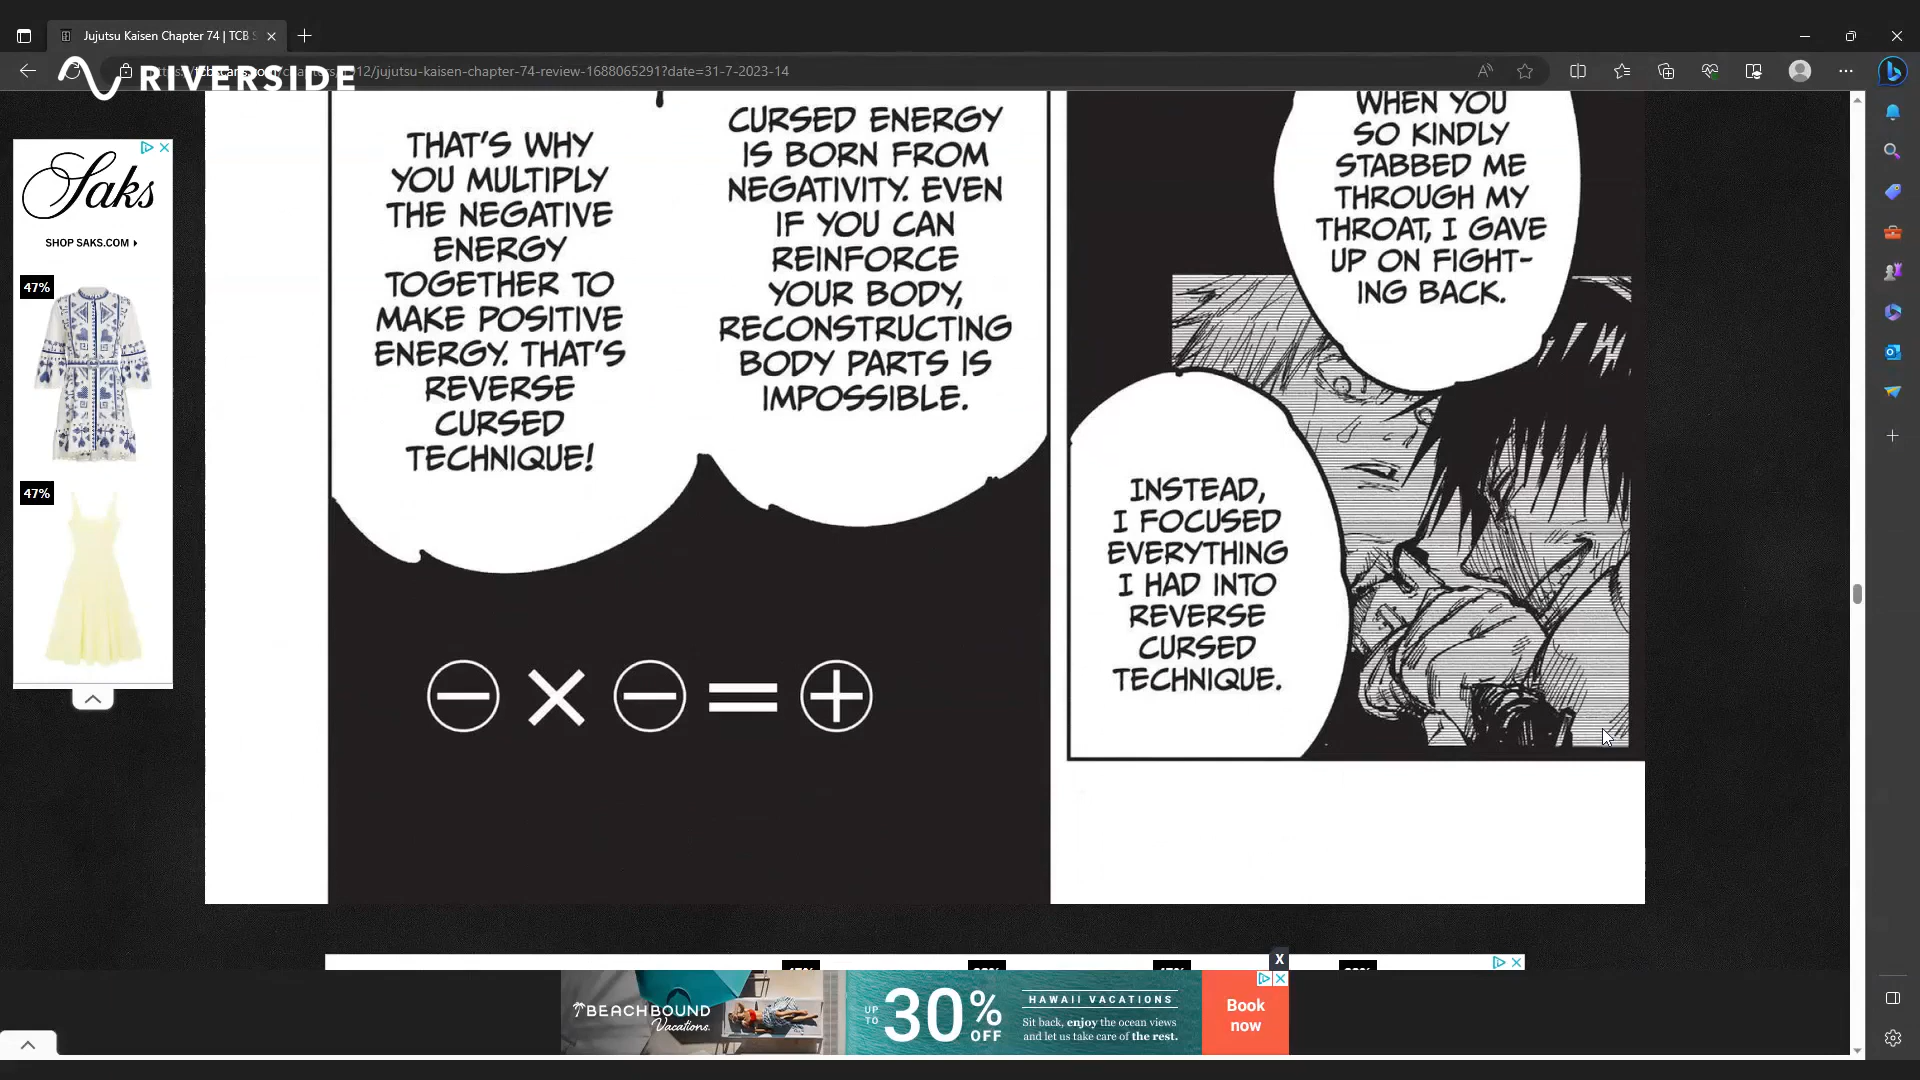 Jujutsu Kaisen Chapter 74 | TCB S
RIVERSIDE
/jujutsu-kaisen-chapter-74-review-1688065291?date=31-7-2023-14
Saks
SHOP SAKS.COM
47%
47%
WHEN YOU
SO KINDLY
STABBED ME
THROUGH MY
THROAT, I GAVE
UP ON FIGHT-
ING BACK.
INSTEAD,
I FOCUSED
EVERYTHING
I HAD INTO
REVERSE
CURSED
TECHNIQUE.
CURSED ENERGY
IS BORN FROM
NEGATIVITY. EVEN
IF YOU CAN
REINFORCE
YOUR BODY,
RECONSTRUCTING
BODY PARTS IS
IMPOSSIBLE.
THAT'S WHY
YOU MULTIPLY
THE NEGATIVE
ENERGY
TOGETHER TO
MAKE POSITIVE
ENERGY. THAT'S
REVERSE
CURSED
TECHNIQUE!
− × − = +
X
BEACHBOUND
Vacations.
UP TO 30% OFF
HAWAII VACATIONS
Sit back, enjoy the ocean views
and let us take care of the rest.
Book
now